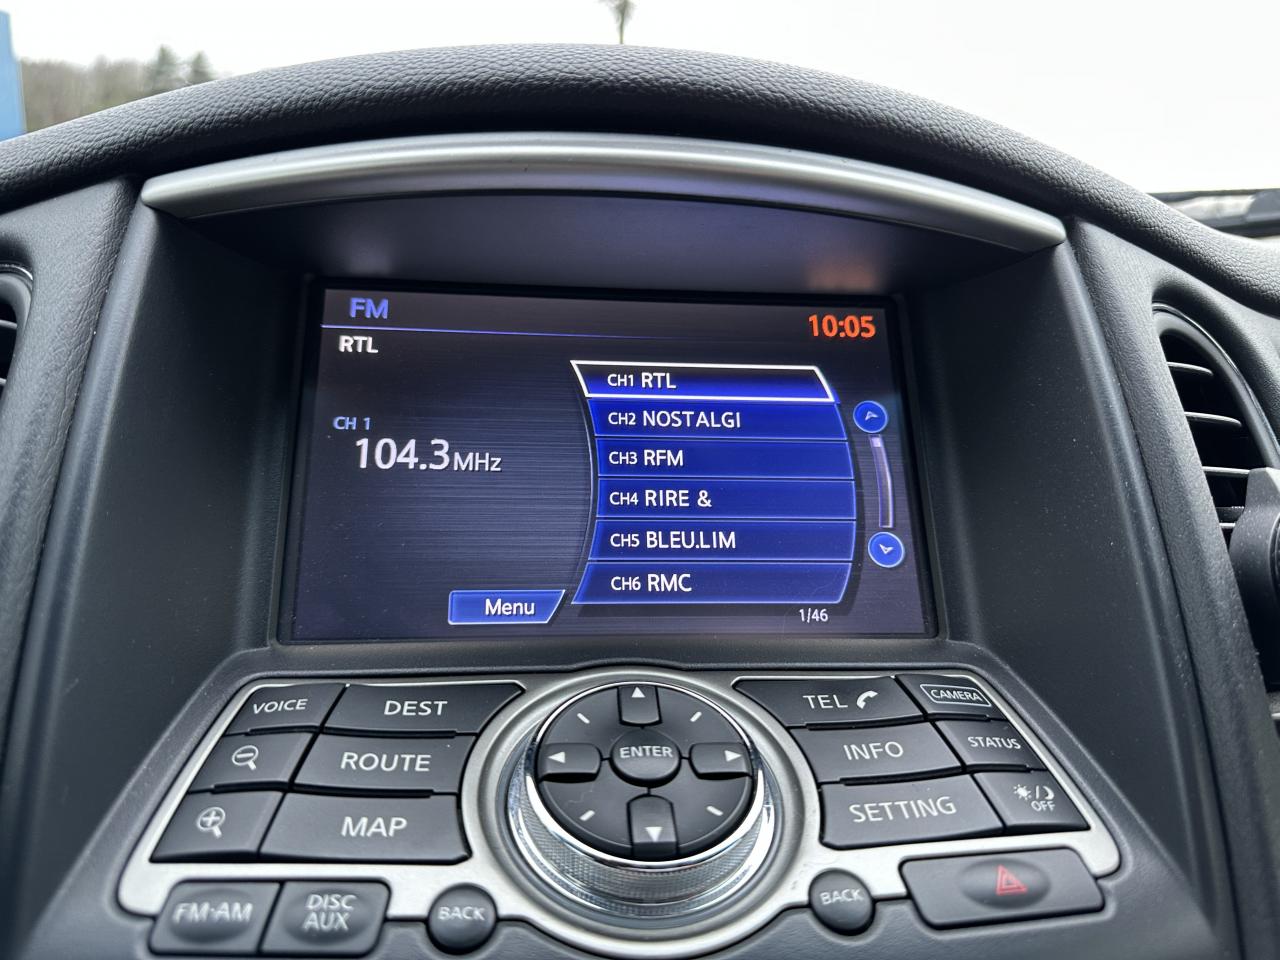 FM
10:05
RTL
CH1 RTL
CH2 NOSTALGI
CH 1
104.3MHz
CH3 RFM
CH4 RIRE &
CH5 BLEU.LIM
CH6 RMC
Menu
1/46
VOICE
DEST
TEL
CAMERA
ROUTE
ENTER
INFO
STATUS
MAP
SETTING
OFF
FM·AM
DISC
AUX
BACK
BACK